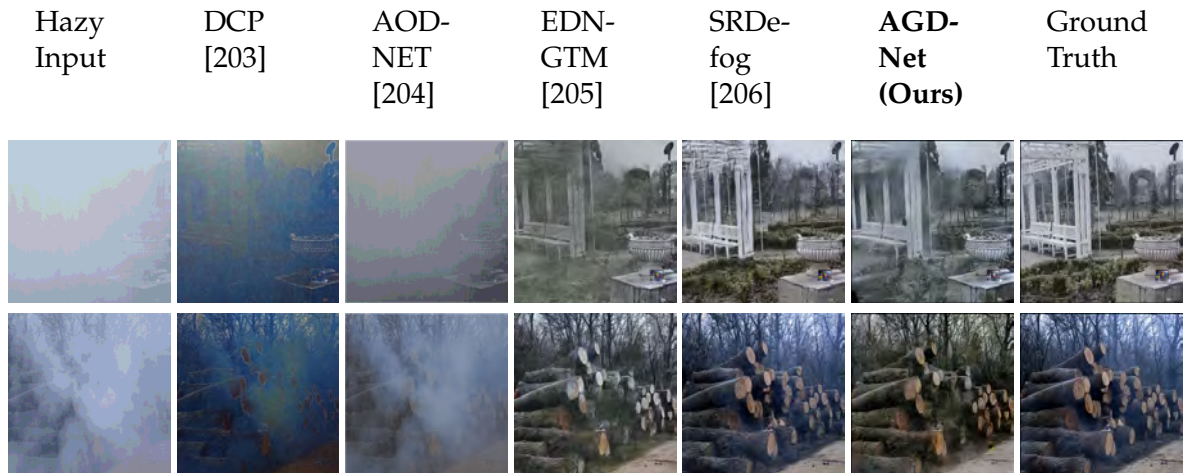 Hazy
Input
DCP
[203]
AOD-
NET
[204]
EDN-
GTM
[205]
SRDe-
fog
[206]
AGD-
Net
(Ours)
Ground
Truth